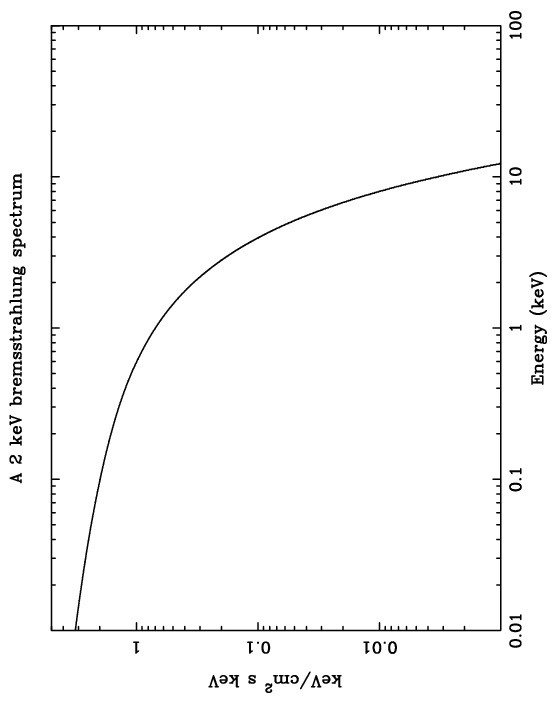 A 2 keV bremsstrahlung spectrum
keV/cm² s keV
1
0.1
0.01
0.01
0.1
1
10
100
Energy (keV)